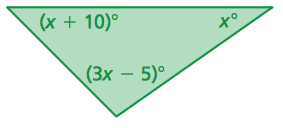 (x + 10)° x°
(3x − 5)°